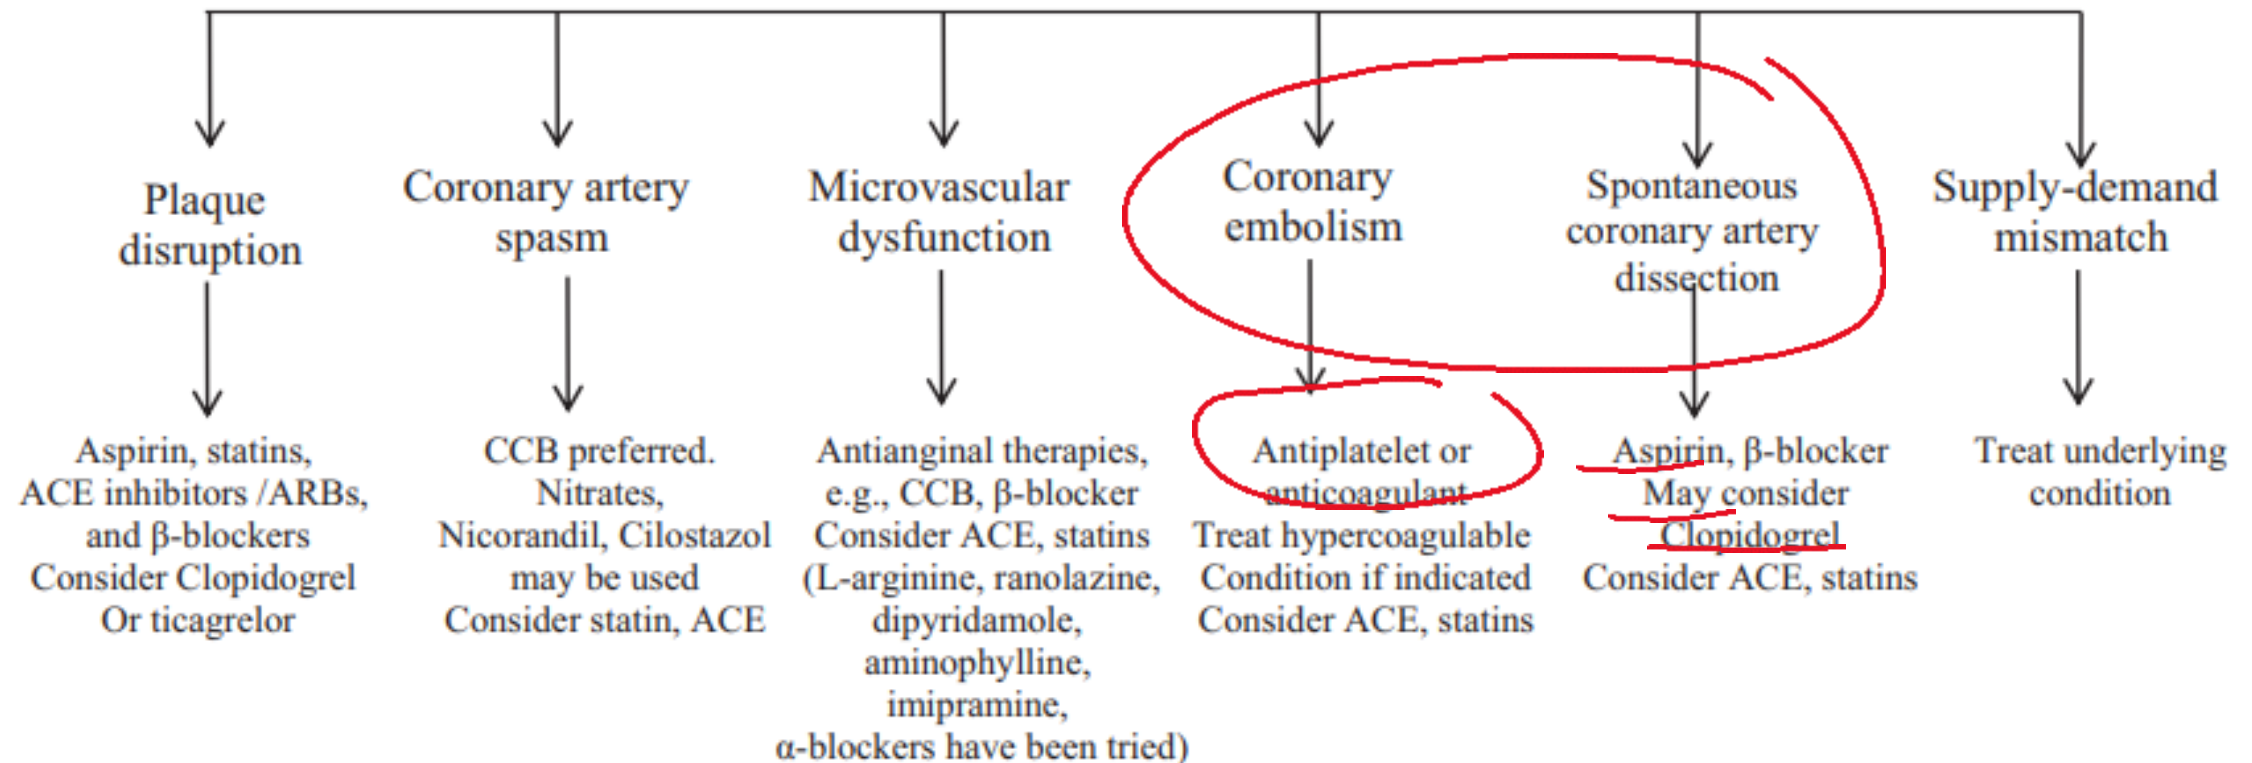 Plaque
disruption
Coronary artery
spasm
Microvascular
dysfunction
Coronary
embolism
Spontaneous
coronary artery
dissection
Supply-demand
mismatch
Aspirin, statins,
ACE inhibitors /ARBs,
and β-blockers
Consider Clopidogrel
Or ticagrelor
CCB preferred.
Nitrates,
Nicorandil, Cilostazol
may be used
Consider statin, ACE
Antianginal therapies,
e.g., CCB, β-blocker
Consider ACE, statins
(L-arginine, ranolazine,
dipyridamole,
aminophylline,
imipramine,
α-blockers have been tried)
Antiplatelet or
anticoagulant
Treat hypercoagulable
Condition if indicated
Consider ACE, statins
Aspirin, β-blocker
May consider
Clopidogrel
Consider ACE, statins
Treat underlying
condition